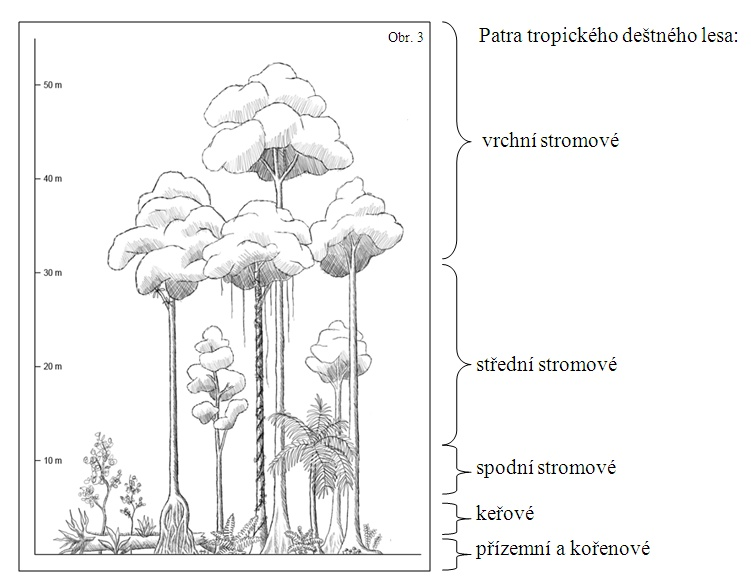 Obr. 3
Patra tropického deštného lesa:
50 m
vrchní stromové
40 m
30 m
střední stromové
20 m
10 m
spodní stromové
keřové
přízemní a kořenové